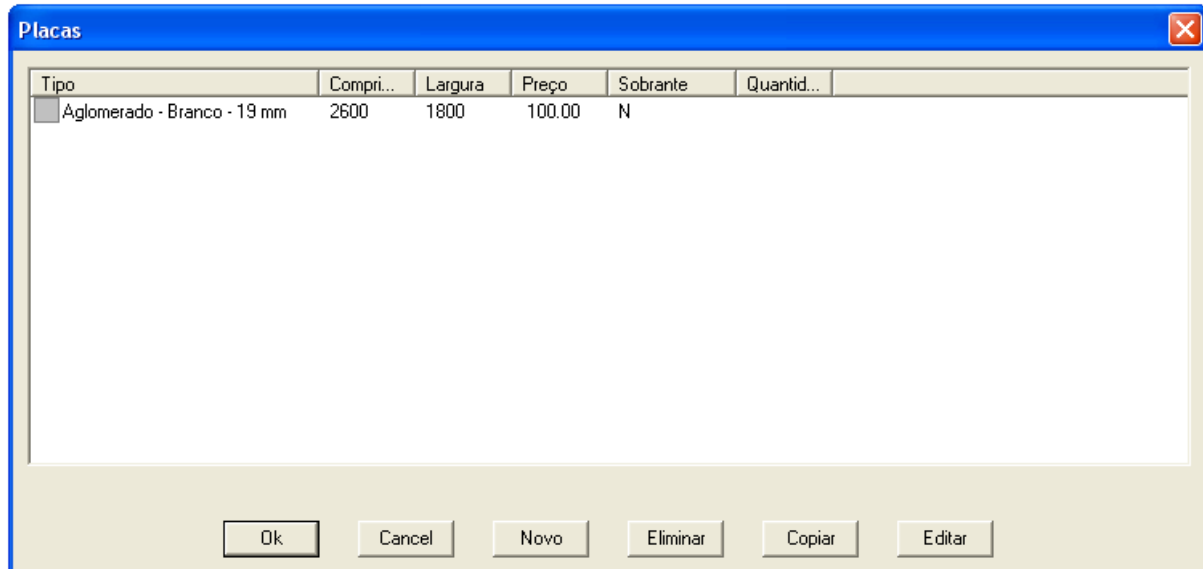 Placas
Tipo Compri... Largura Preço Sobrante Quantid...
Aglomerado - Branco - 19 mm 2600 1800 100.00 N
Ok Cancel Novo Eliminar Copiar Editar